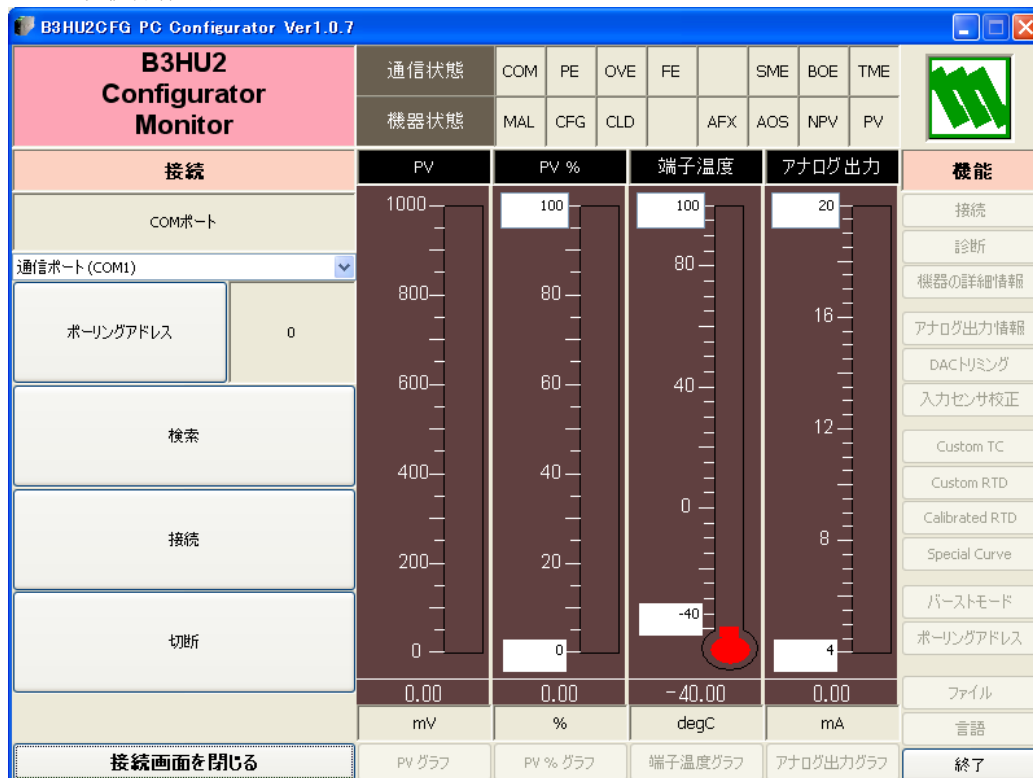 B3HU2CFG PC Configurator Ver1.0.7
B3HU2
Configurator
Monitor
通信状態 COM PE OVE FE SME BOE TME
機器状態 MAL CFG CLD AFX AOS NPV PV
接続
COMポート
通信ポート(COM1)
ポーリングアドレス 0
検索
接続
切断
接続画面を閉じる
PV
1000
800
600
400
200
0
0.00
mV
PV グラフ
PV %
100
80
60
40
20
0
0.00
%
PV % グラフ
端子温度
100
80
40
0
-40
-40.00
degC
端子温度グラフ
アナログ出力
20
16
12
8
4
0.00
mA
アナログ出力グラフ
機能
接続
診断
機器の詳細情報
アナログ出力情報
DACトリミング
入力センサ校正
Custom TC
Custom RTD
Calibrated RTD
Special Curve
バーストモード
ポーリングアドレス
ファイル
言語
終了